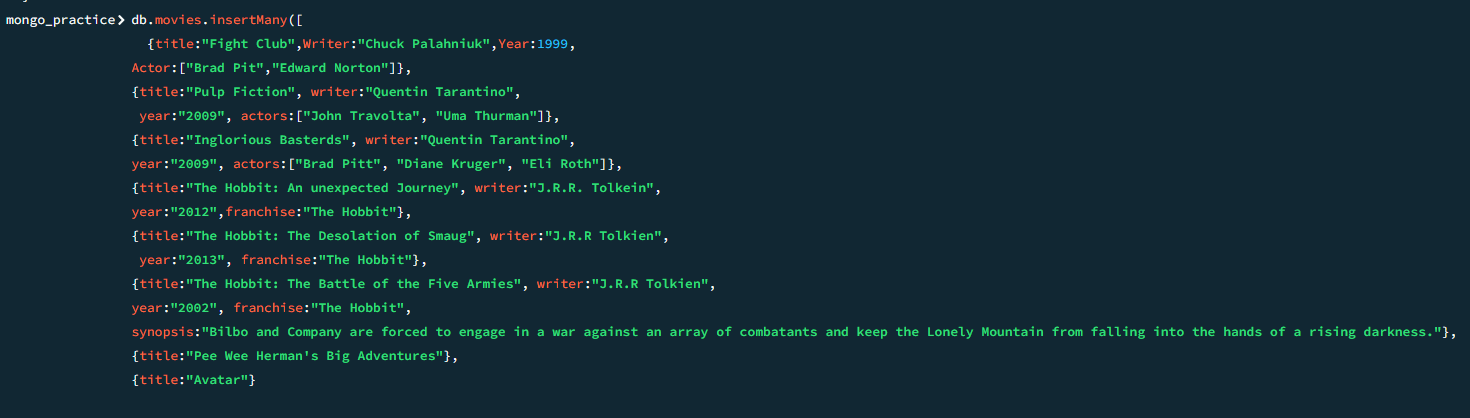 mongo_practice> db.movies.insertMany([
{title:"Fight Club",Writer:"Chuck Palahniuk",Year:1999,
Actor:["Brad Pit","Edward Norton"]},
{title:"Pulp Fiction", writer:"Quentin Tarantino",
year:"2009", actors:["John Travolta", "Uma Thurman"]},
{title:"Inglorious Basterds", writer:"Quentin Tarantino",
year:"2009", actors:["Brad Pitt", "Diane Kruger", "Eli Roth"]},
{title:"The Hobbit: An unexpected Journey", writer:"J.R.R. Tolkein",
year:"2012",franchise:"The Hobbit"},
{title:"The Hobbit: The Desolation of Smaug", writer:"J.R.R Tolkien",
year:"2013", franchise:"The Hobbit"},
{title:"The Hobbit: The Battle of the Five Armies", writer:"J.R.R Tolkien",
year:"2002", franchise:"The Hobbit",
synopsis:"Bilbo and Company are forced to engage in a war against an array of combatants and keep the Lonely Mountain from falling into the hands of a rising darkness."},
{title:"Pee Wee Herman's Big Adventures"},
{title:"Avatar"}